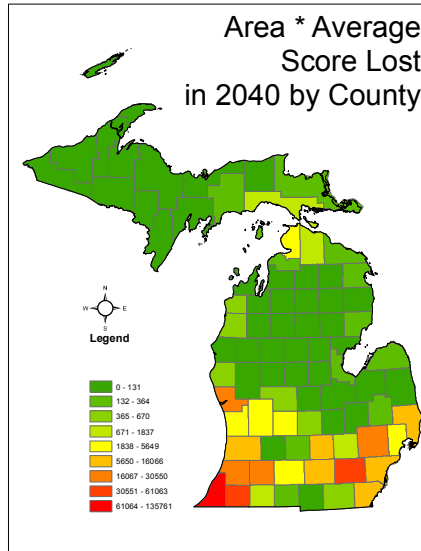 Area * Average
Score Lost
in 2040 by County
N
W E
S
Legend
0 - 131
132 - 364
365 - 670
671 - 1837
1838 - 5649
5650 - 16066
16067 - 30550
30551 - 61063
61064 - 135761